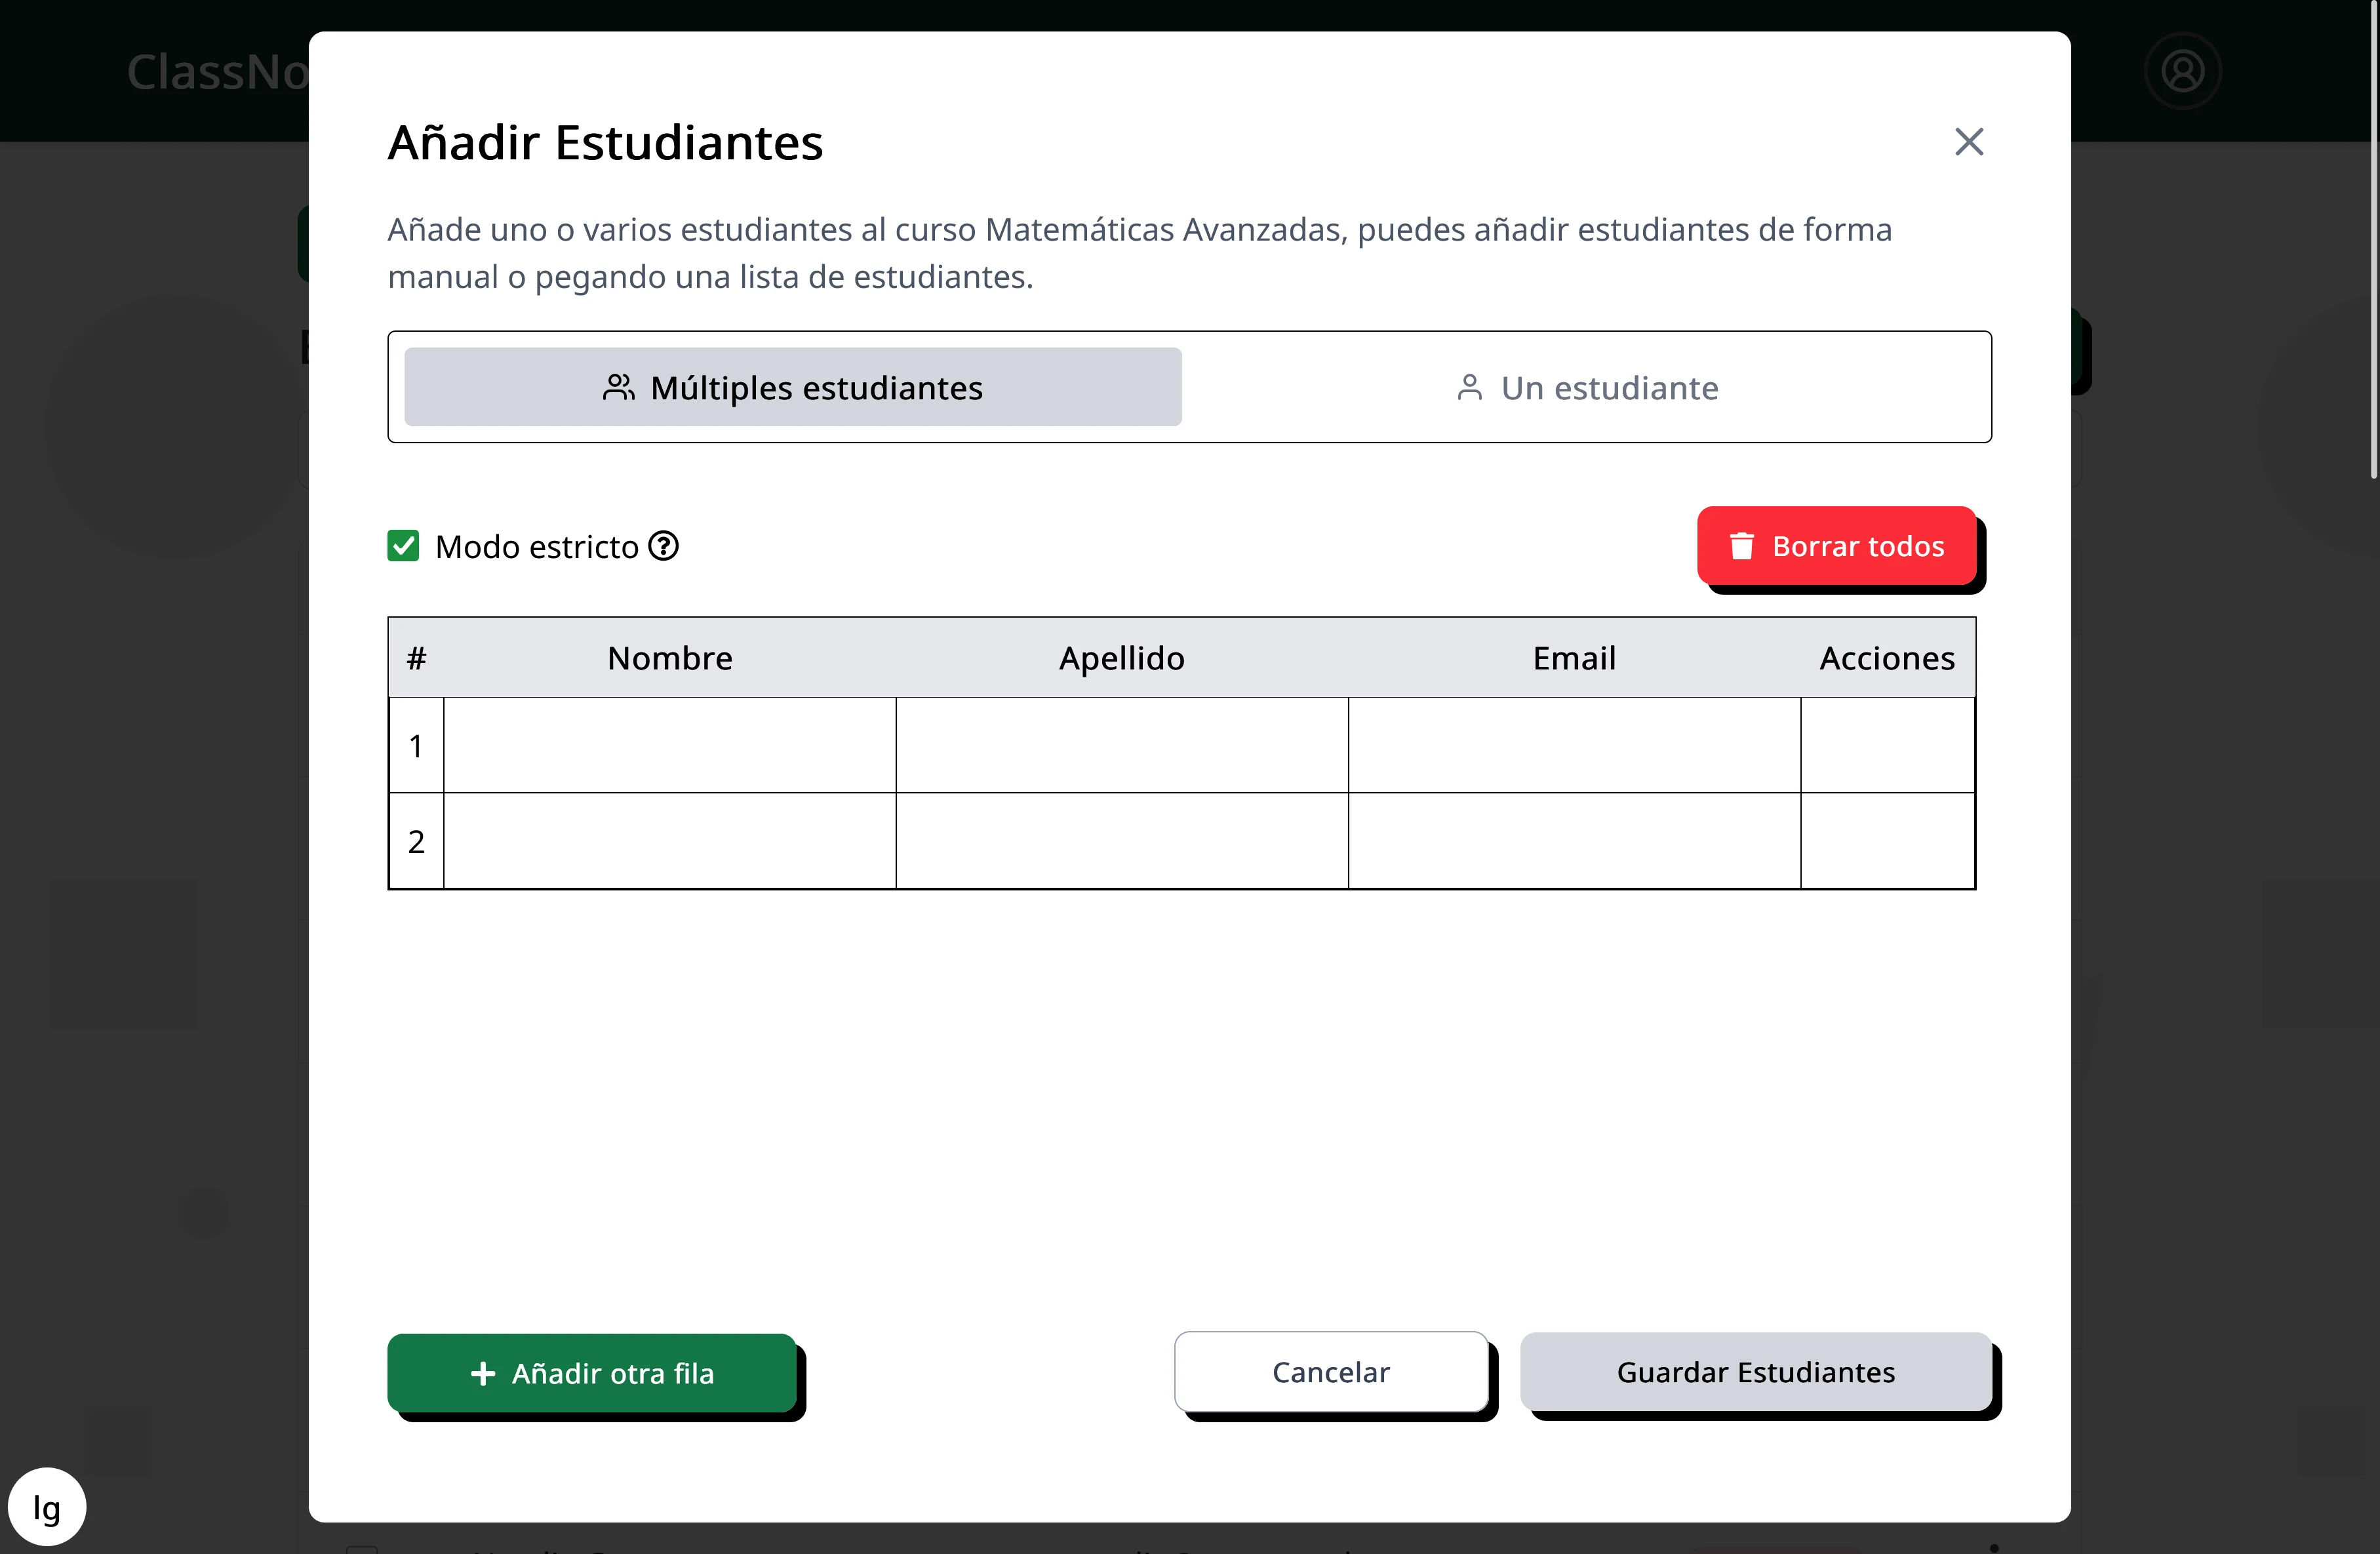 ClassNo
Añadir Estudiantes
Añade uno o varios estudiantes al curso Matemáticas Avanzadas, puedes añadir estudiantes de forma
manual o pegando una lista de estudiantes.
Múltiples estudiantes
Un estudiante
Modo estricto
Borrar todos
# Nombre Apellido Email Acciones
1
2
Añadir otra fila
Cancelar
Guardar Estudiantes
lg